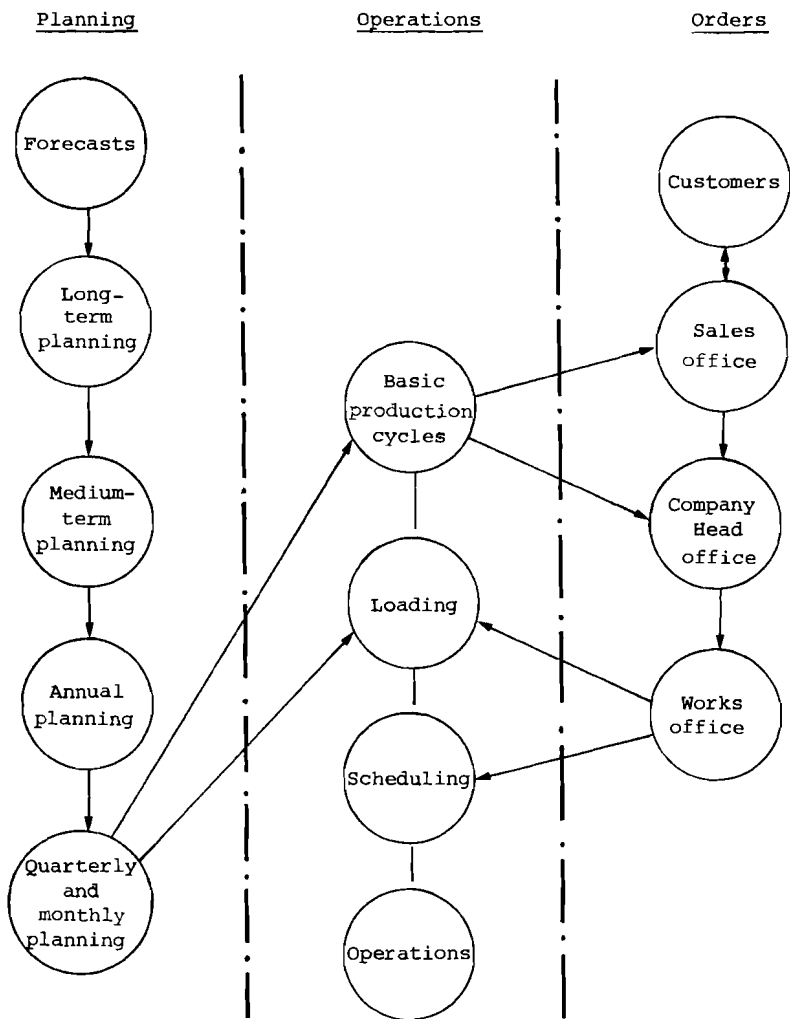 Planning
Operations
Orders
Forecasts
Long-
term
planning
Medium-
term
planning
Annual
planning
Quarterly
and
monthly
planning
Basic
production
cycles
Loading
Scheduling
Operations
Customers
Sales
office
Company
Head
office
Works
office